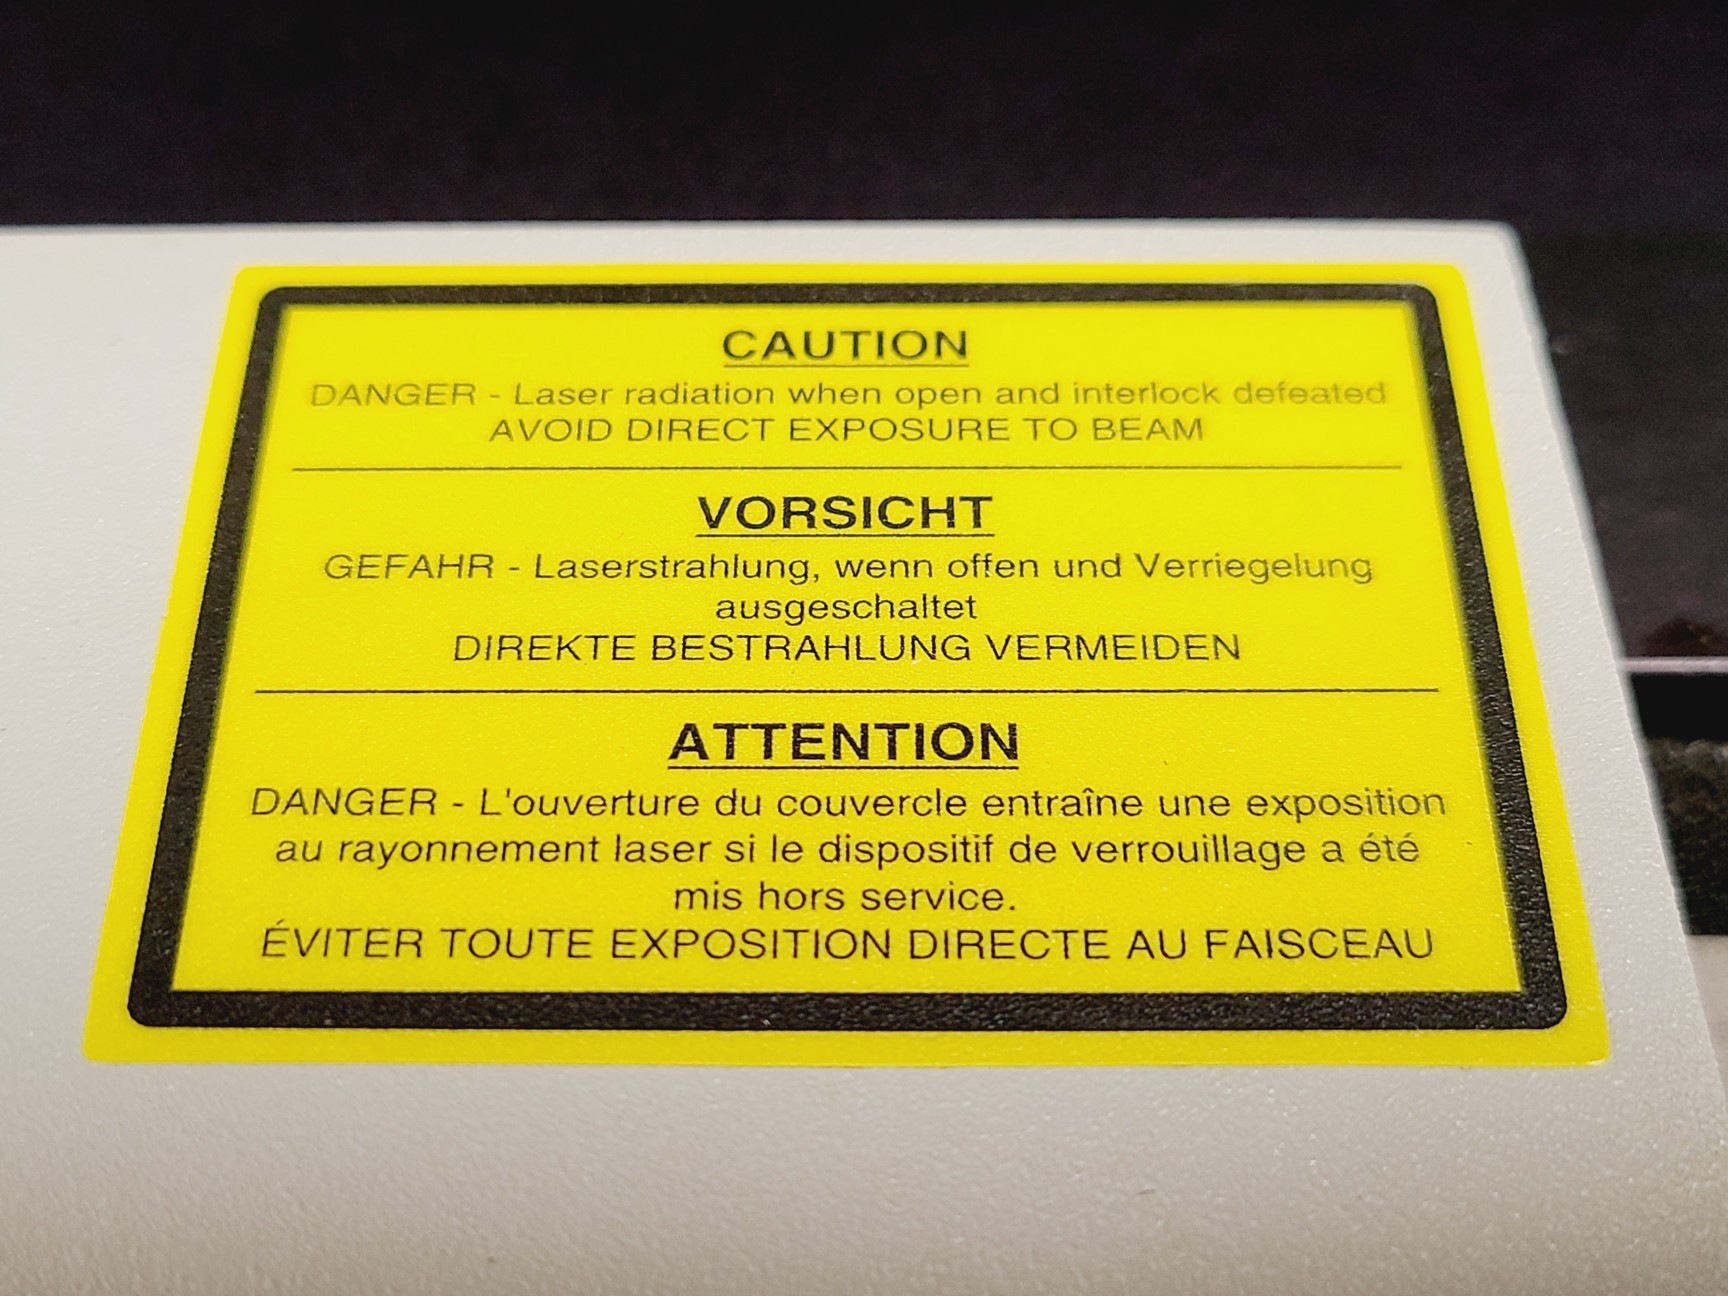 CAUTION
DANGER - Laser radiation when open and interlock defeated
AVOID DIRECT EXPOSURE TO BEAM
VORSICHT
GEFAHR - Laserstrahlung, wenn offen und Verriegelung
ausgeschaltet
DIREKTE BESTRAHLUNG VERMEIDEN
ATTENTION
DANGER - L'ouverture du couvercle entraîne une exposition
au rayonnement laser si le dispositif de verrouillage a été
mis hors service.
ÉVITER TOUTE EXPOSITION DIRECTE AU FAISCEAU